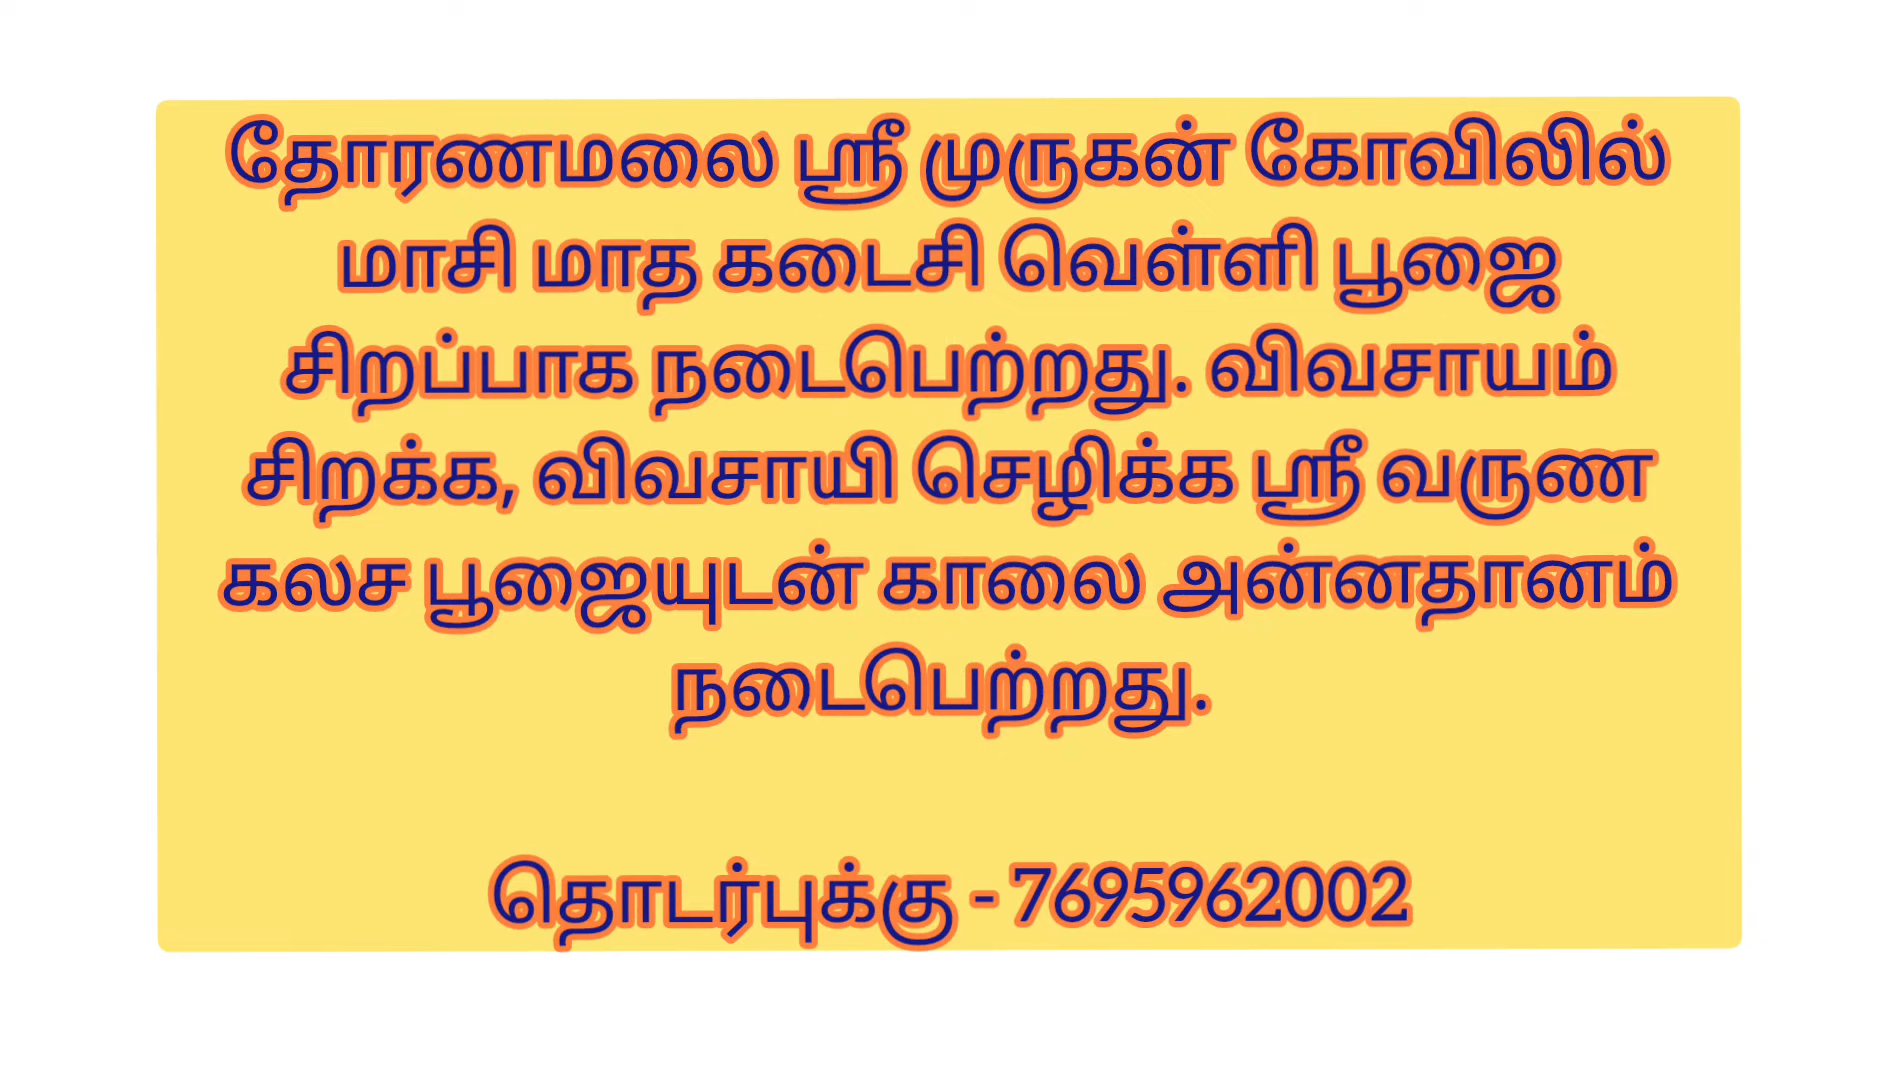 தோரணமலை ஸ்ரீ முருகன் கோவிலில்
மாசி மாத கடைசி வெள்ளி பூஜை
சிறப்பாக நடைபெற்றது. விவசாயம்
சிறக்க, விவசாயி செழிக்க ஸ்ரீ வருண
கலச பூஜையுடன் காலை அன்னதானம்
நடைபெற்றது.
தொடர்புக்கு - 7695962002